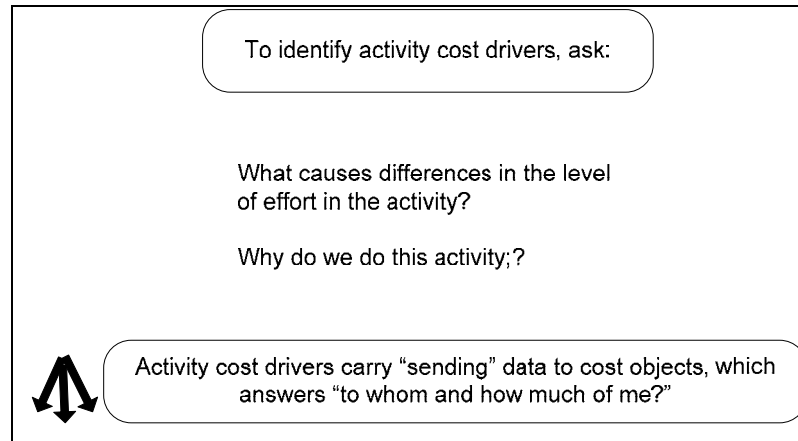 To identify activity cost drivers, ask:
What causes differences in the level
of effort in the activity?
Why do we do this activity;?
Activity cost drivers carry “sending” data to cost objects, which
answers “to whom and how much of me?”